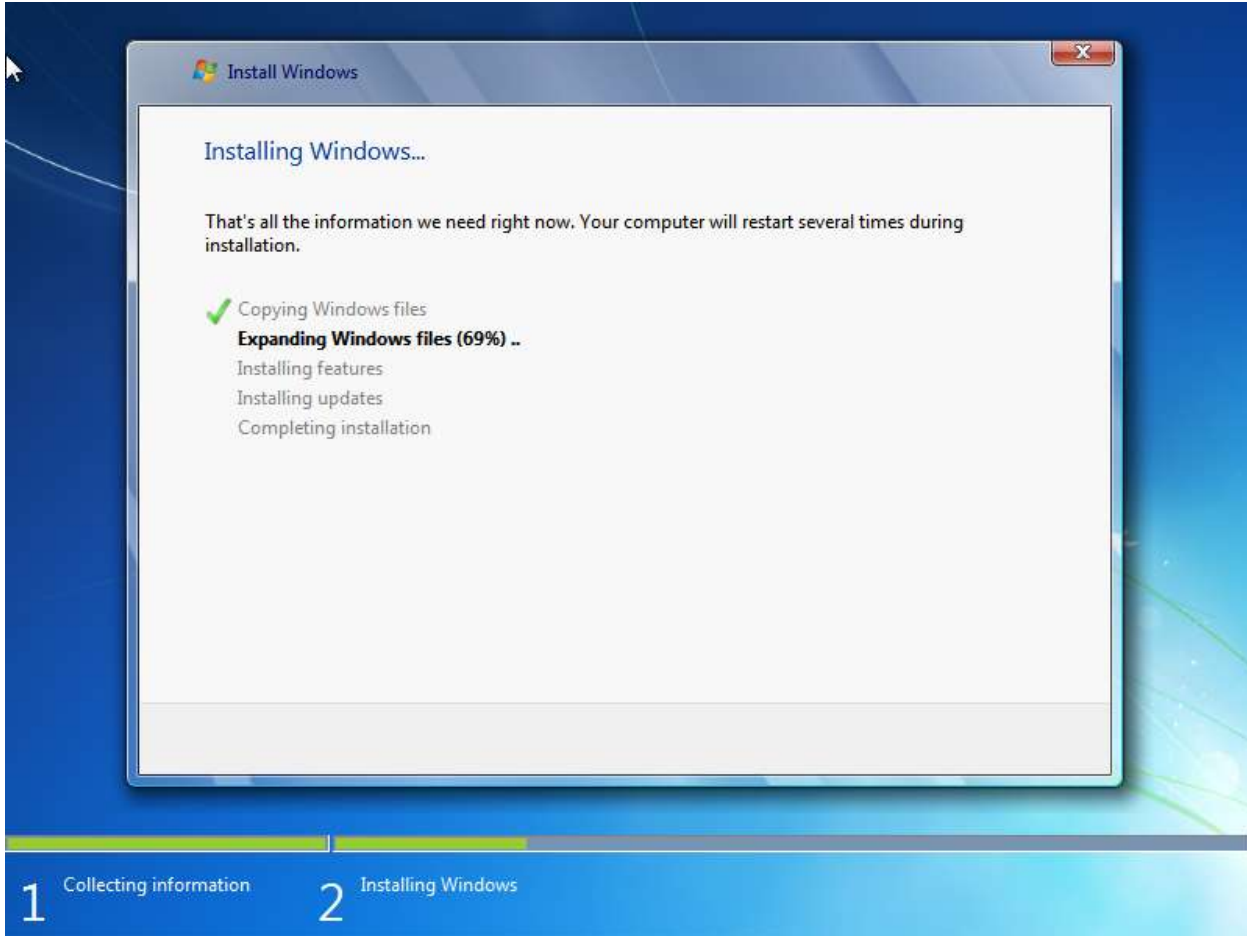 Install Windows
Installing Windows...
That's all the information we need right now. Your computer will restart several times during
installation.
Copying Windows files
Expanding Windows files (69%) ..
Installing features
Installing updates
Completing installation
1 Collecting information 2 Installing Windows